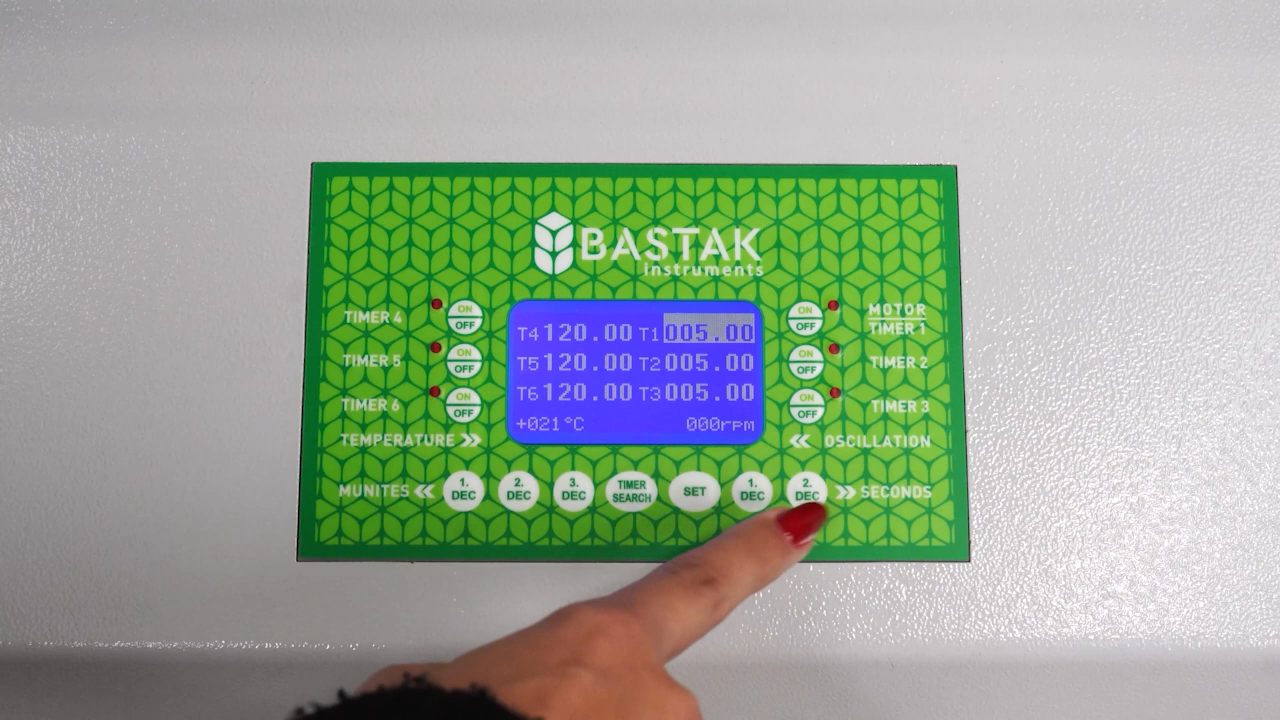 BASTAK
instruments
TIMER 4 ON OFF
T4 120.00 T1 005.00
ON OFF MOTOR
TIMER 1
TIMER 5 ON OFF
T5 120.00 T2 005.00
ON OFF TIMER 2
TIMER 6 ON OFF
T6 120.00 T3 005.00
ON OFF TIMER 3
+021°C 000rpm
TEMPERATURE >>
<< OSCILLATION
MUNITES << 1. DEC 2. DEC 3. DEC TIMER SEARCH SET 1. DEC 2. DEC >> SECONDS